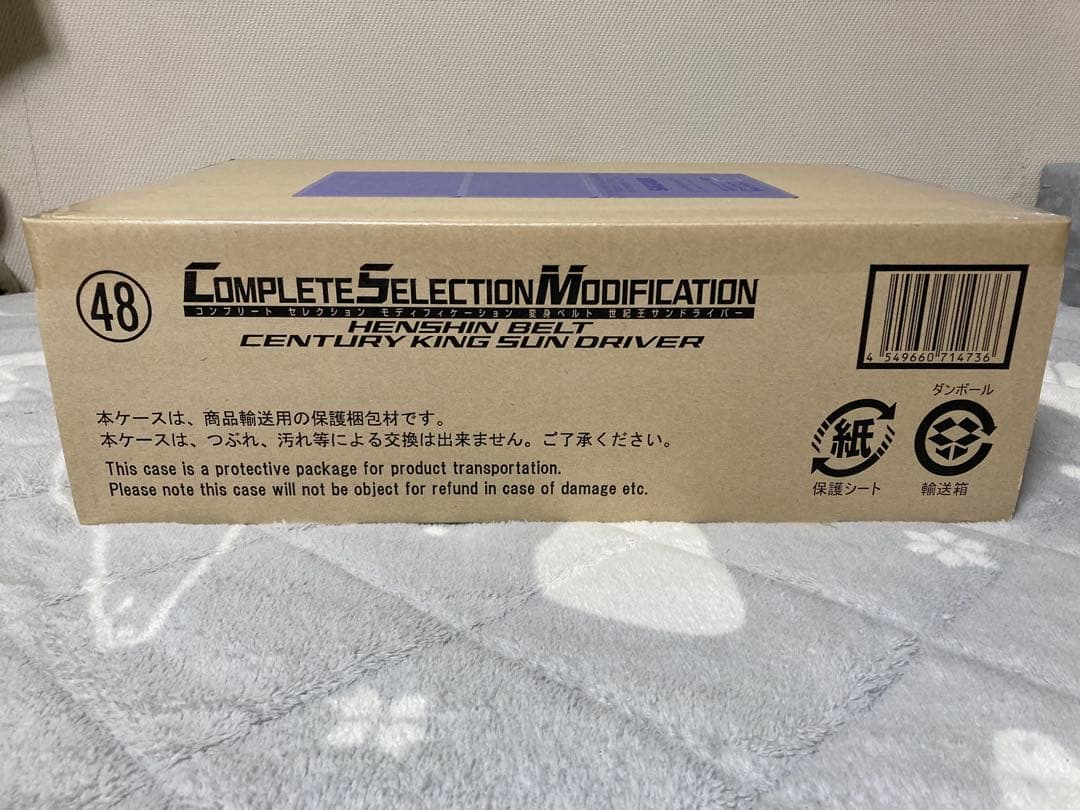 48
COMPLETE SELECTION MODIFICATION
コンプリート セレクション モディフィケーション 変身ベルト 世紀王サンドライバー
HENSHIN BELT
CENTURY KING SUN DRIVER
4 549660 714736
本ケースは、商品輸送用の保護梱包材です。
本ケースは、つぶれ、汚れ等による交換は出来ません。ご了承ください。
This case is a protective package for product transportation.
Please note this case will not be object for refund in case of damage etc.
紙
保護シート
ダンボール
輸送箱